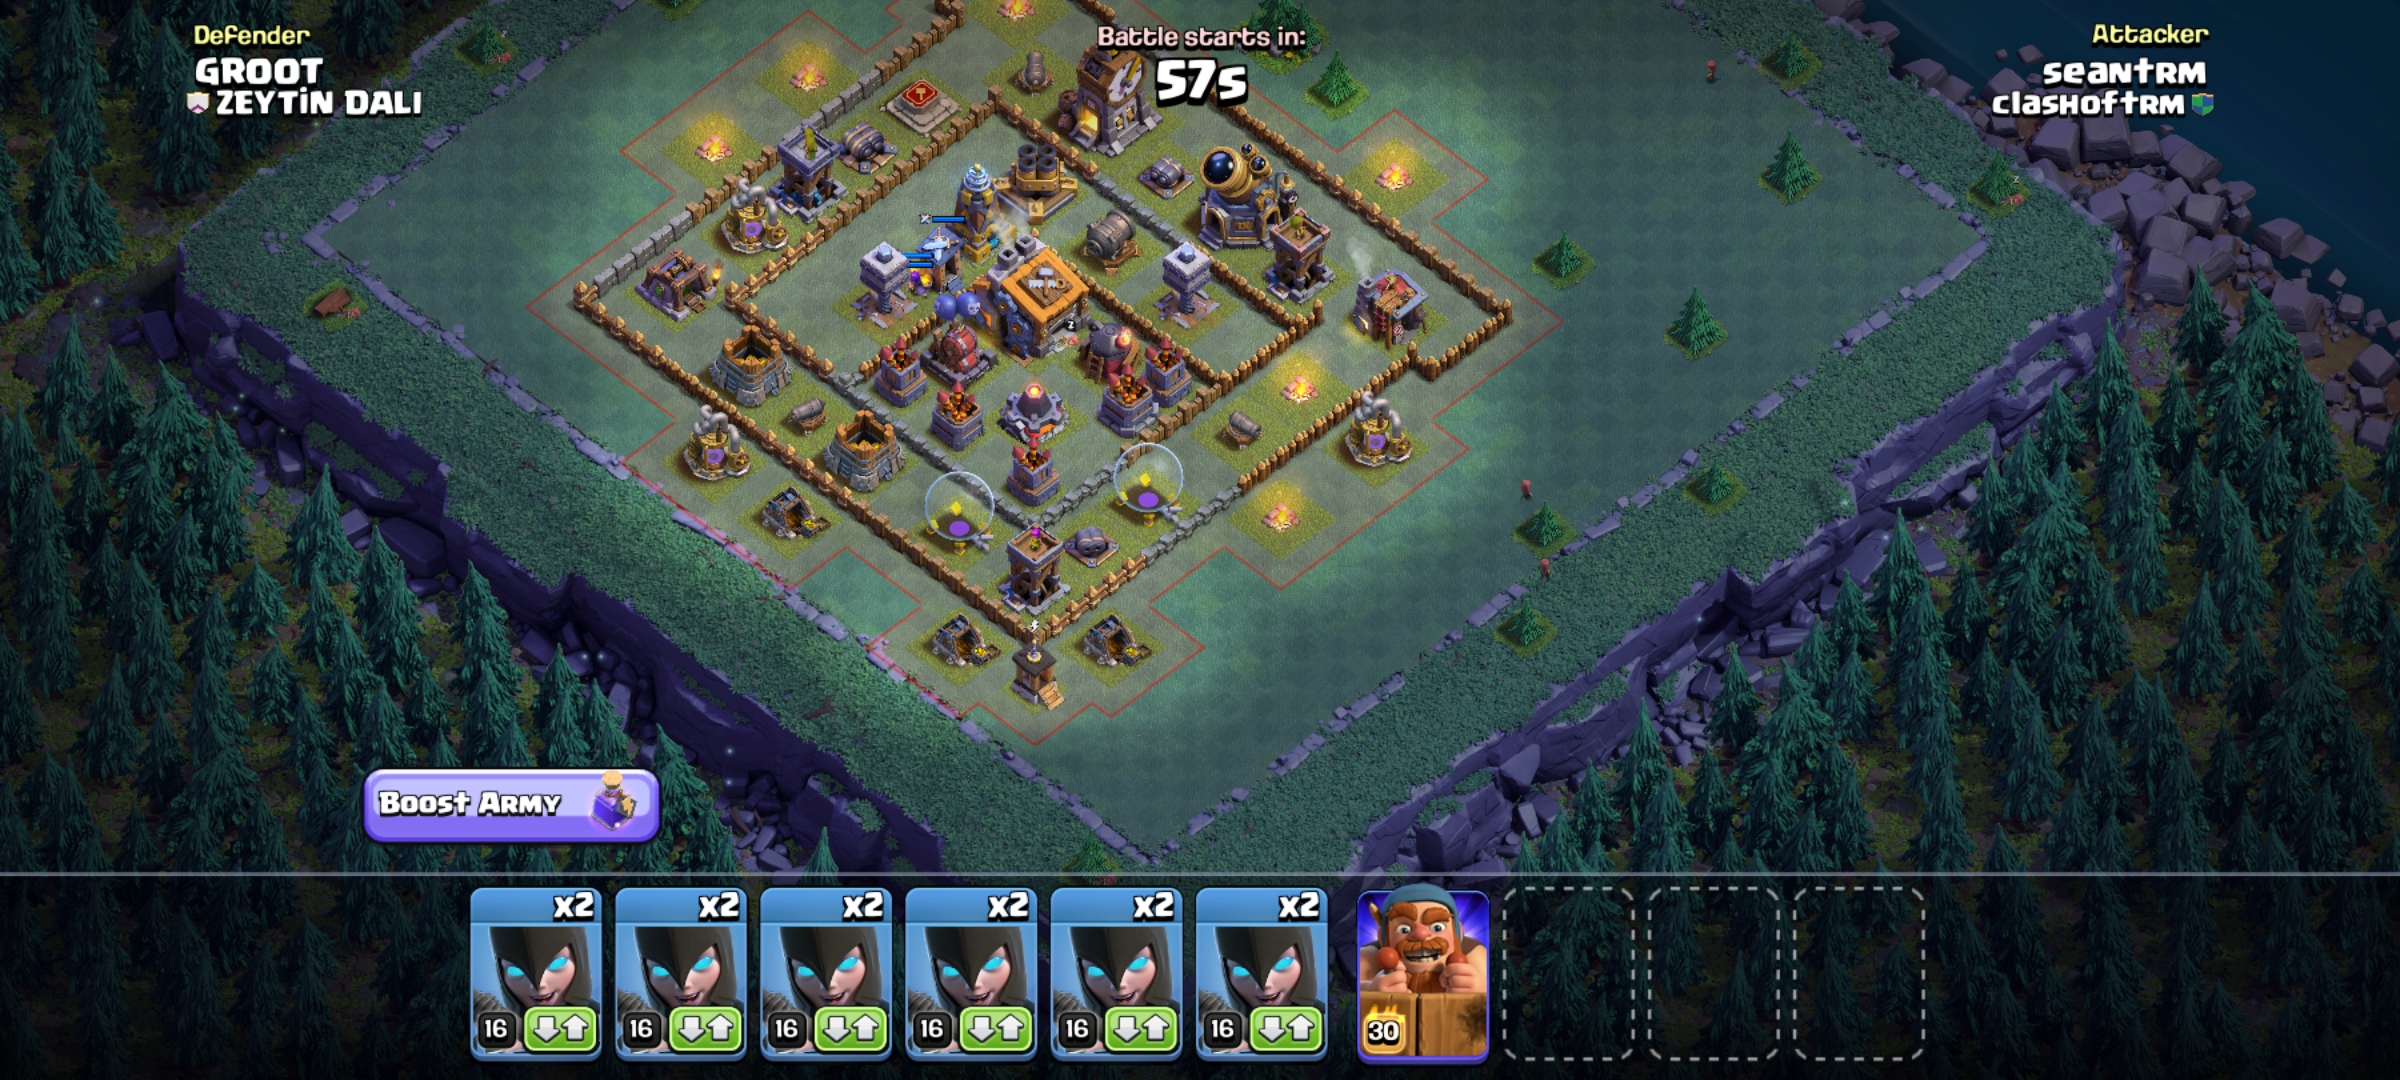 Defender
GROOT
ZEYTİN DALI
Battle starts in:
57s
Attacker
seantRM
clashoftRM
Boost Army
x2
x2
x2
x2
x2
x2
16
16
16
16
16
16
30